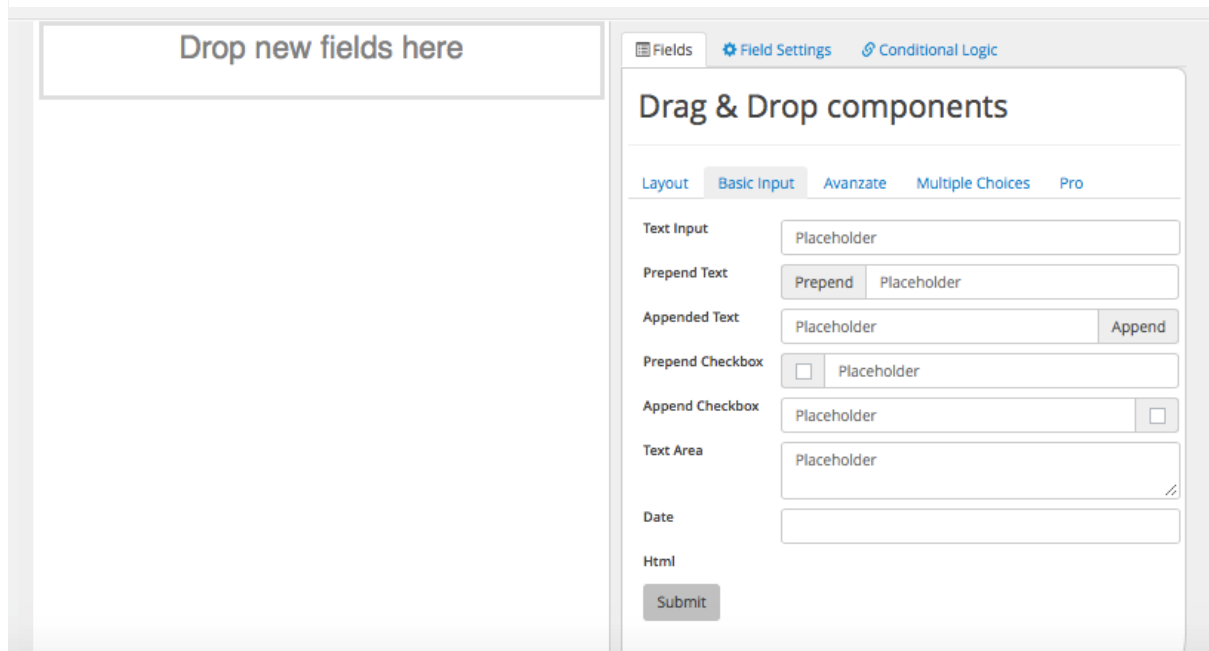 Drop new fields here
Fields Field Settings Conditional Logic
Drag & Drop components
Layout Basic Input Avanzate Multiple Choices Pro
Text Input Placeholder
Prepend Text Prepend Placeholder
Appended Text Placeholder Append
Prepend Checkbox Placeholder
Append Checkbox Placeholder
Text Area Placeholder
Date
Html
Submit